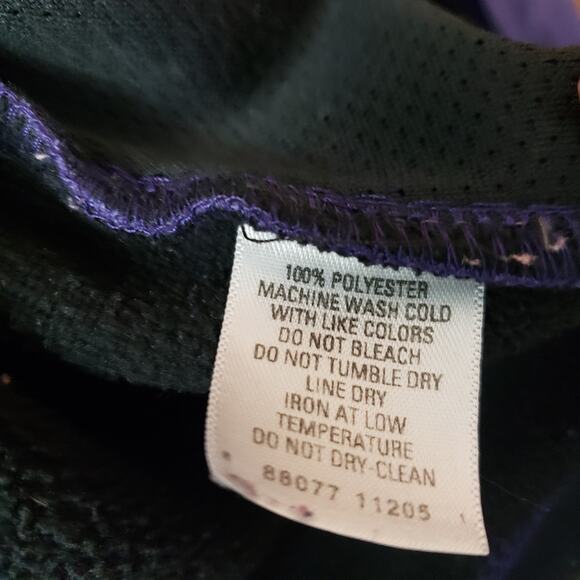 100% POLYESTER
MACHINE WASH COLD
WITH LIKE COLORS
DO NOT BLEACH
DO NOT TUMBLE DRY
LINE DRY
IRON AT LOW
TEMPERATURE
DO NOT DRY-CLEAN
88077 11205